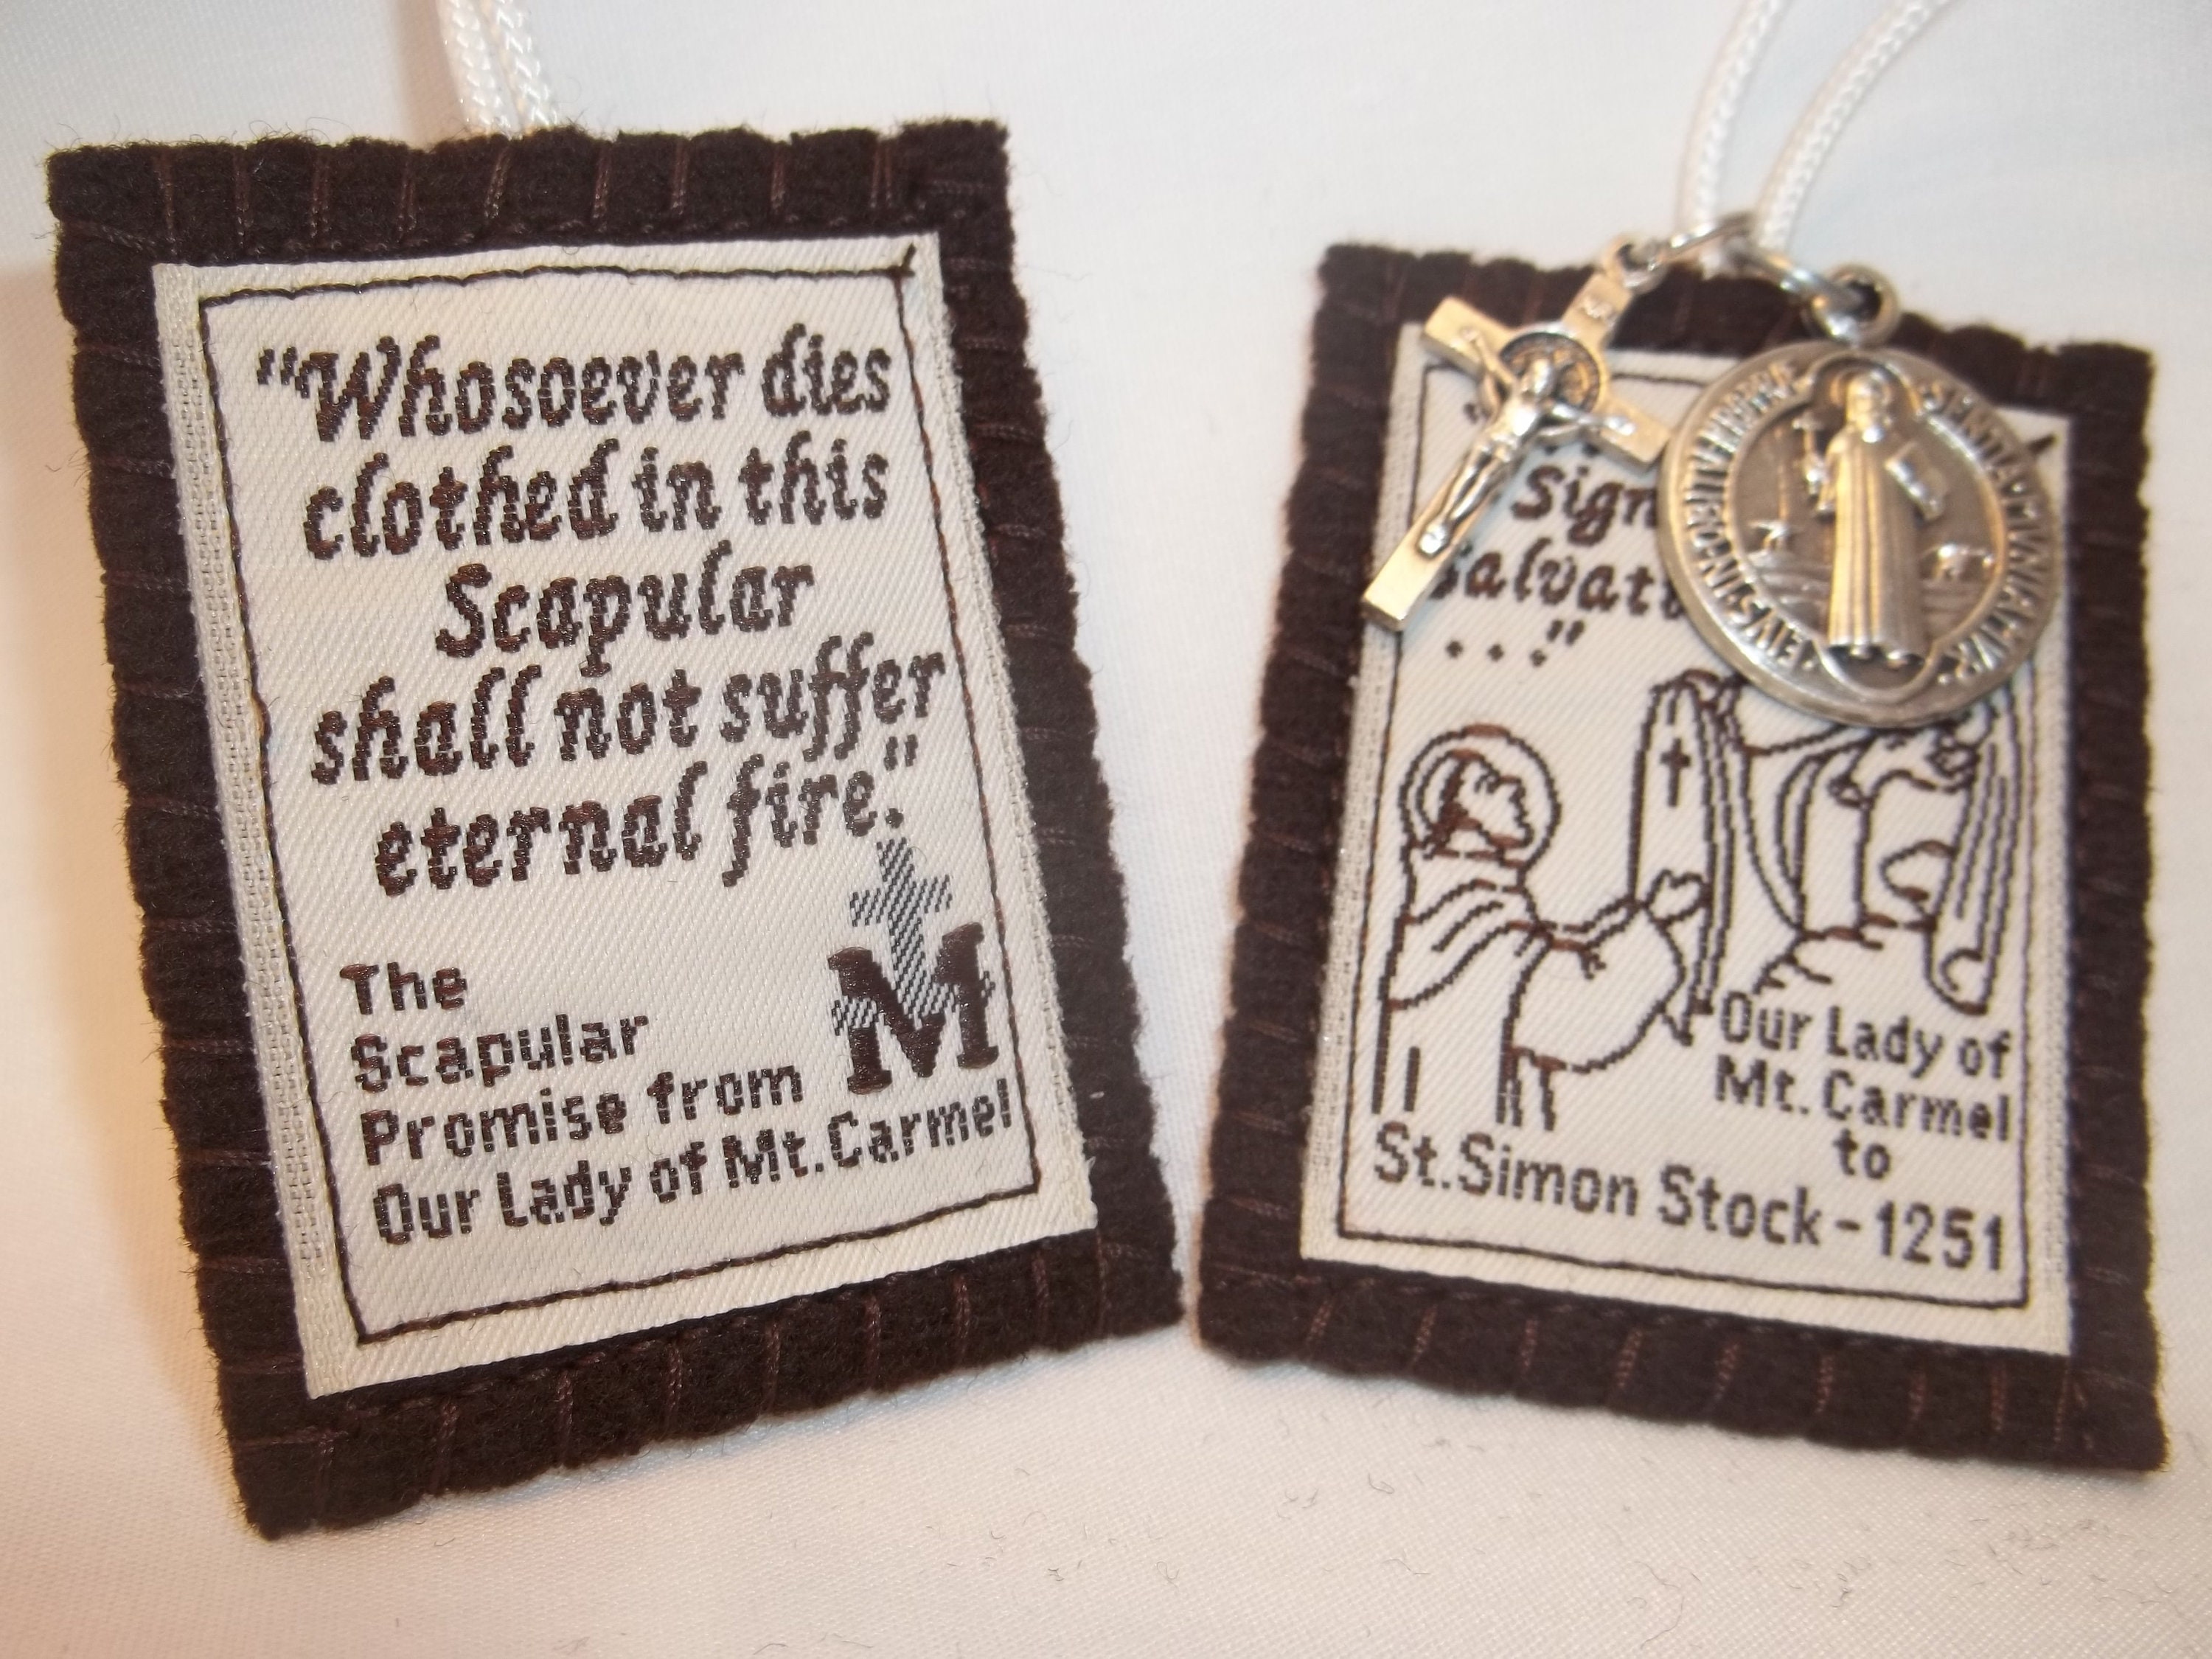 "Whosoever dies
clothed in this
Scapular
shall not suffer
eternal fire."
The
Scapular
Promise from
Our Lady of Mt.Carmel
M
Sign
..."
Our Lady of
Mt. Carmel
to
St.Simon Stock-1251